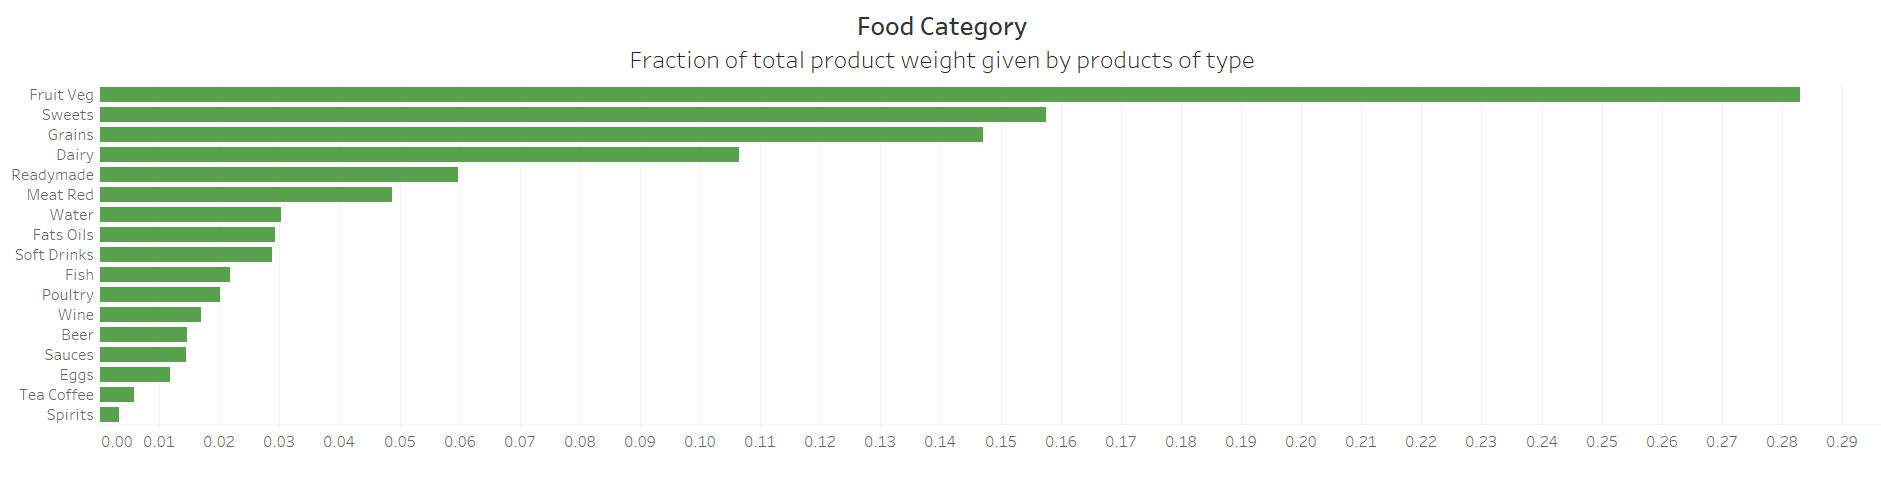 Food Category
Fraction of total product weight given by products of type
Fruit Veg
Sweets
Grains
Dairy
Readymade
Meat Red
Water
Fats Oils
Soft Drinks
Fish
Poultry
Wine
Beer
Sauces
Eggs
Tea Coffee
Spirits
0.00 0.01 0.02 0.03 0.04 0.05 0.06 0.07 0.08 0.09 0.10 0.11 0.12 0.13 0.14 0.15 0.16 0.17 0.18 0.19 0.20 0.21 0.22 0.23 0.24 0.25 0.26 0.27 0.28 0.29